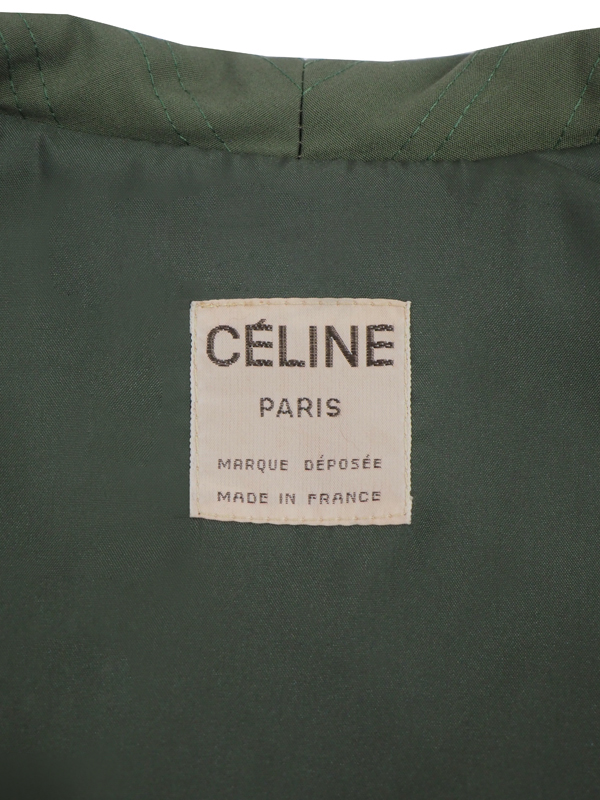 CÉLINE
PARIS
MARQUE DÉPOSÉE
MADE IN FRANCE